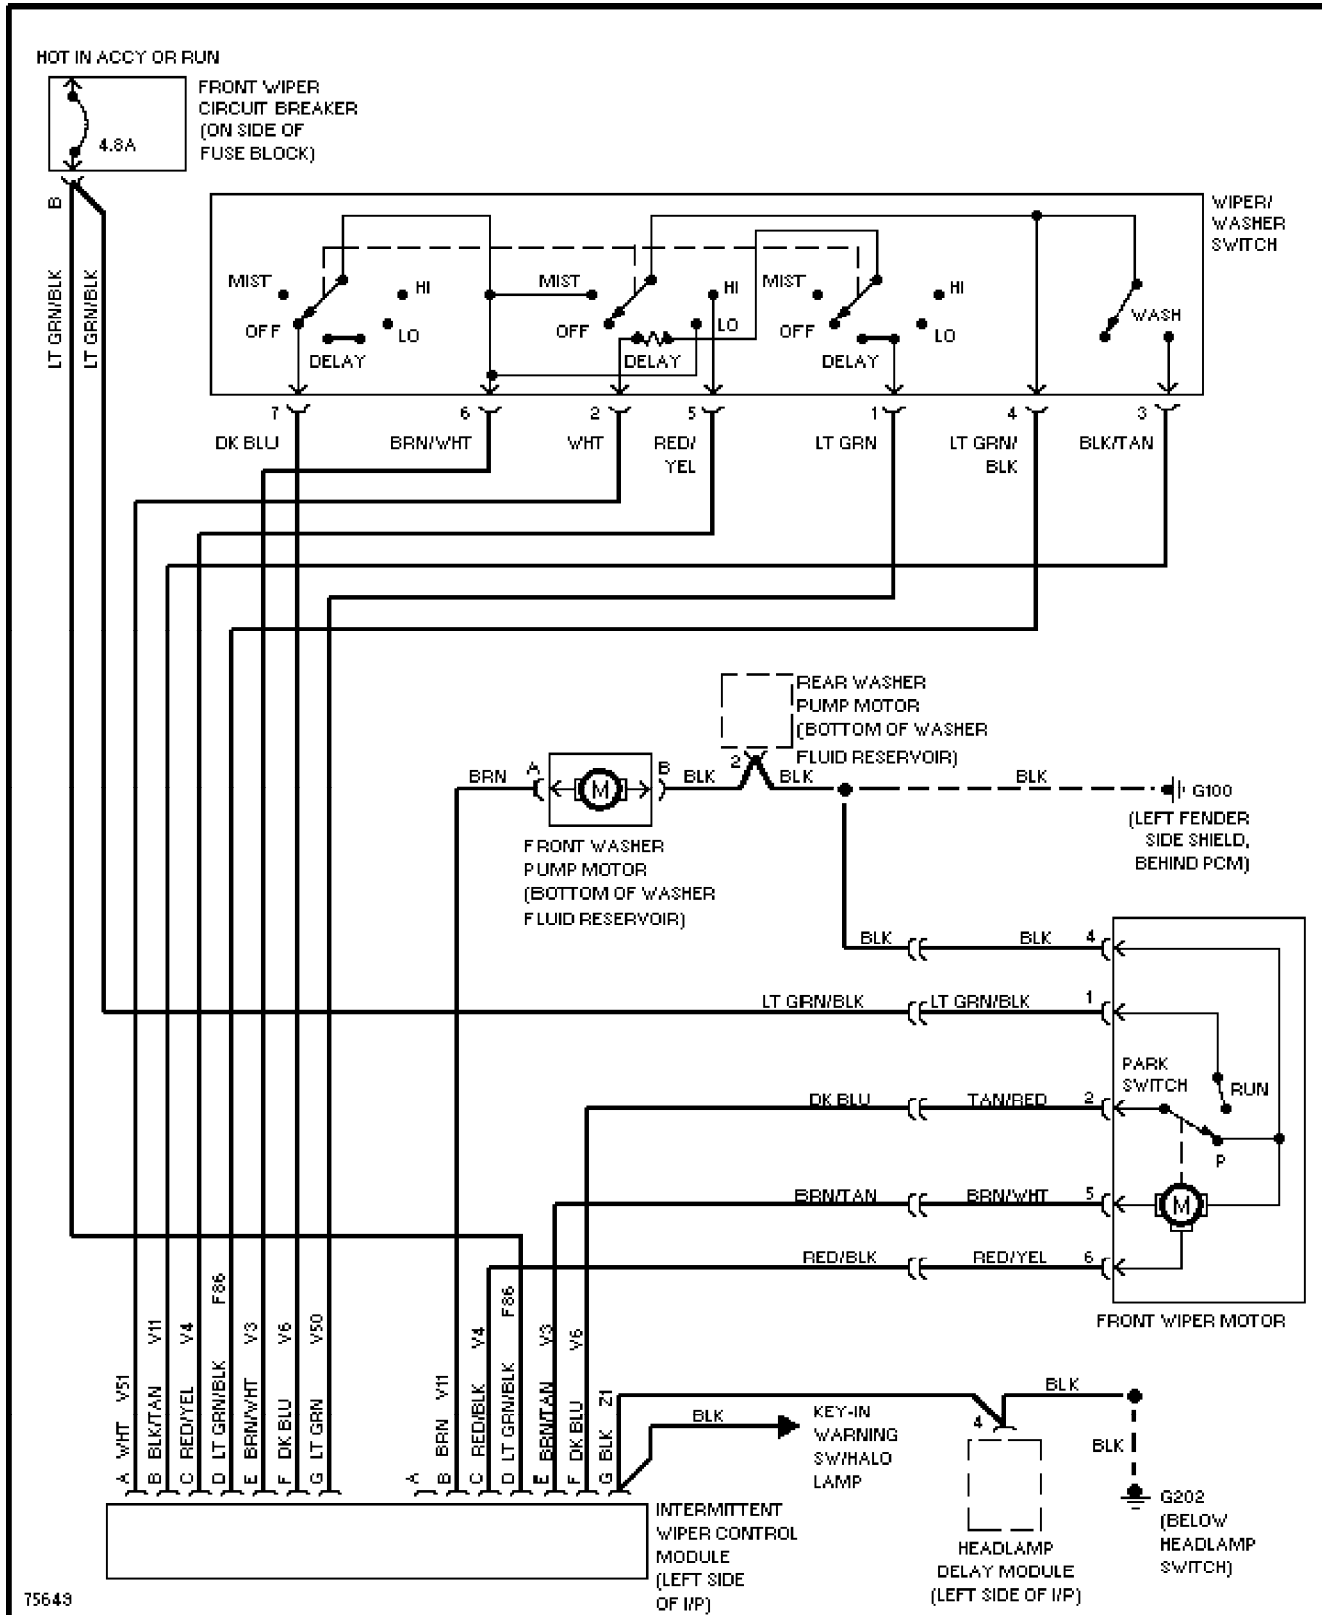 HOT IN ACCY OR RUN
FRONT WIPER
CIRCUIT BREAKER
(ON SIDE OF
FUSE BLOCK)
4.8A
B
LT GRN/BLK
LT GRN/BLK
WIPER/
WASHER
SWITCH
MIST
HI
OFF
LO
DELAY
MIST
HI
OFF
LO
DELAY
MIST
HI
OFF
LO
DELAY
WASH
7
6
2
5
1
4
3
DK BLU
BRN/WHT
WHT
RED/
YEL
LT GRN
LT GRN/
BLK
BLK/TAN
REAR WASHER
PUMP MOTOR
(BOTTOM OF WASHER
FLUID RESERVOIR)
2
BRN
A
M
B
BLK
BLK
BLK
G100
(LEFT FENDER
SIDE SHIELD,
BEHIND PCM)
FRONT WASHER
PUMP MOTOR
(BOTTOM OF WASHER
FLUID RESERVOIR)
BLK
BLK
4
LT GRN/BLK
LT GRN/BLK
1
PARK
SWITCH
RUN
DK BLU
TAN/RED
2
P
BRN/TAN
BRN/WHT
5
M
RED/BLK
RED/YEL
6
FRONT WIPER MOTOR
A WHT V51
B BLK/TAN V11
C RED/YEL V4
D LT GRN/BLK F86
E BRN/WHT V3
F DK BLU V6
G LT GRN V50
A
B BRN V11
C RED/BLK V4
D LT GRN/BLK F86
E BRN/TAN V3
F DK BLU V6
G BLK Z1
BLK
KEY-IN
WARNING
SW/HALO
LAMP
4
BLK
BLK
G202
(BELOW
HEADLAMP
SWITCH)
INTERMITTENT
WIPER CONTROL
MODULE
(LEFT SIDE
OF I/P)
HEADLAMP
DELAY MODULE
(LEFT SIDE OF I/P)
75649